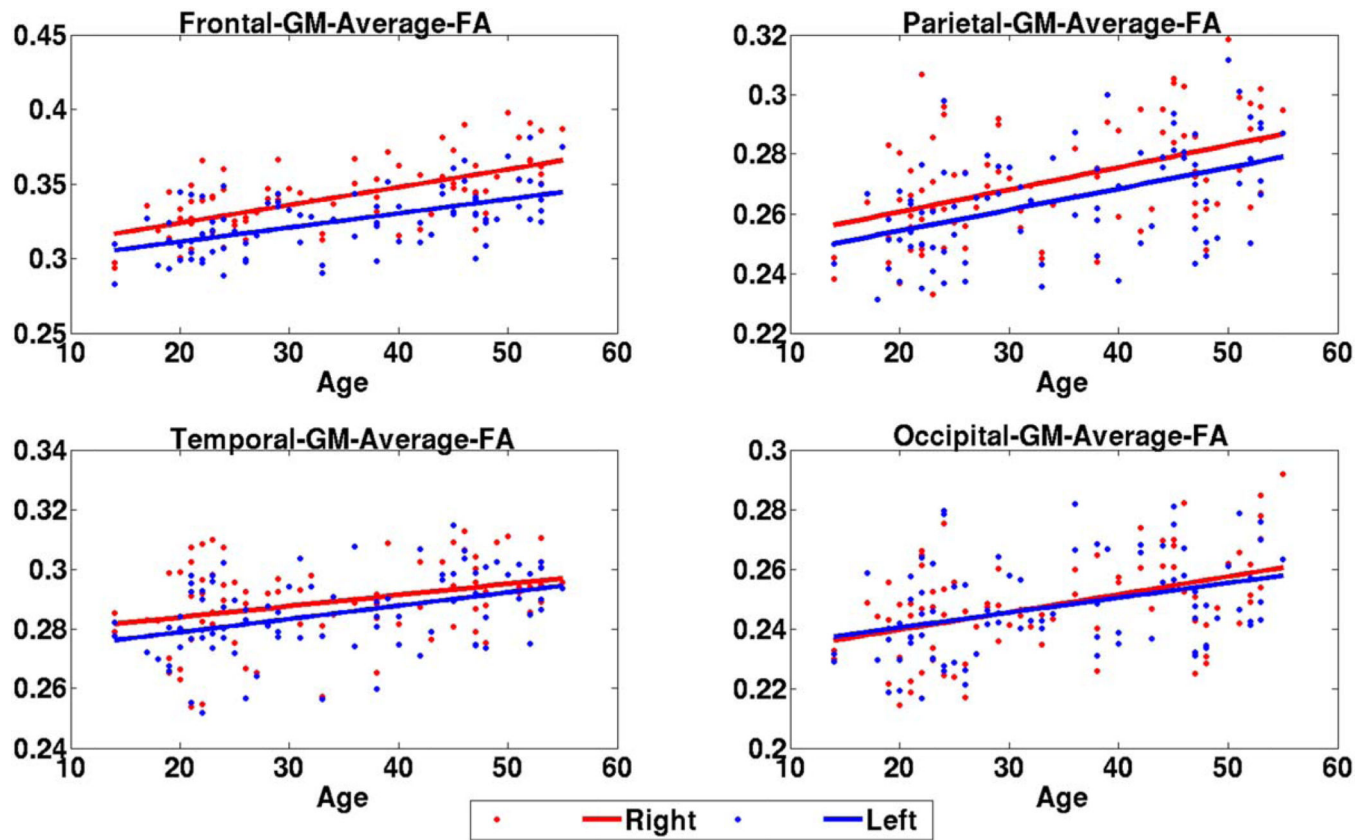 Frontal-GM-Average-FA
0.45
0.4
0.35
0.3
0.25
10 20 30 40 50 60
Age
Parietal-GM-Average-FA
0.32
0.3
0.28
0.26
0.24
0.22
10 20 30 40 50 60
Age
Temporal-GM-Average-FA
0.34
0.32
0.3
0.28
0.26
0.24
10 20 30 40 50 60
Age
Occipital-GM-Average-FA
0.3
0.28
0.26
0.24
0.22
0.2
10 20 30 40 50 60
Age
Right Left